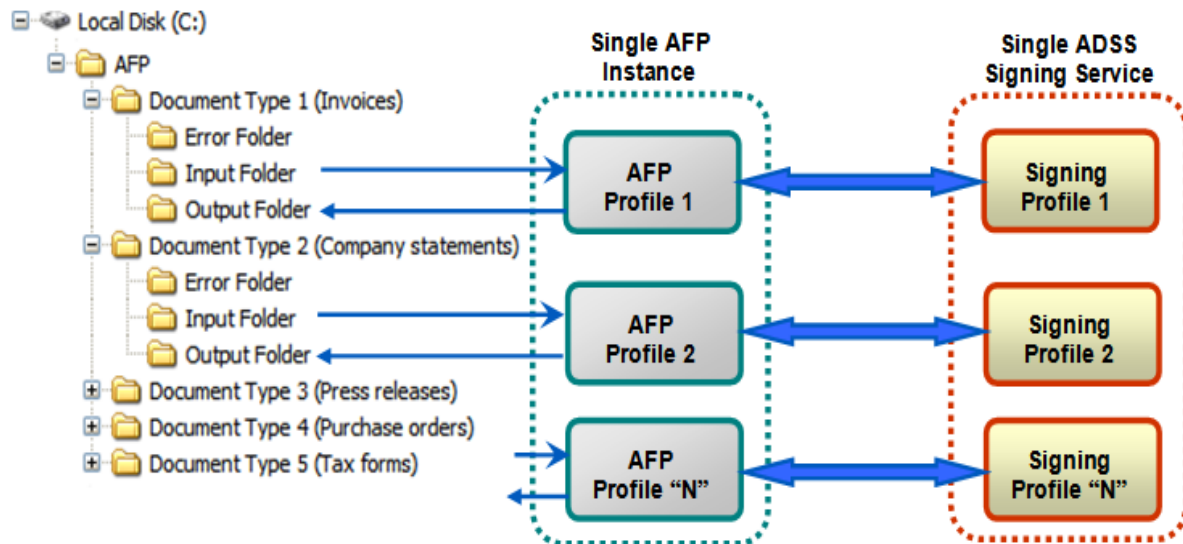 Local Disk (C:)
AFP
Document Type 1 (Invoices)
Error Folder
Input Folder
Output Folder
Document Type 2 (Company statements)
Error Folder
Input Folder
Output Folder
Document Type 3 (Press releases)
Document Type 4 (Purchase orders)
Document Type 5 (Tax forms)
Single AFP
Instance
AFP
Profile 1
AFP
Profile 2
AFP
Profile “N”
Single ADSS
Signing Service
Signing
Profile 1
Signing
Profile 2
Signing
Profile “N”